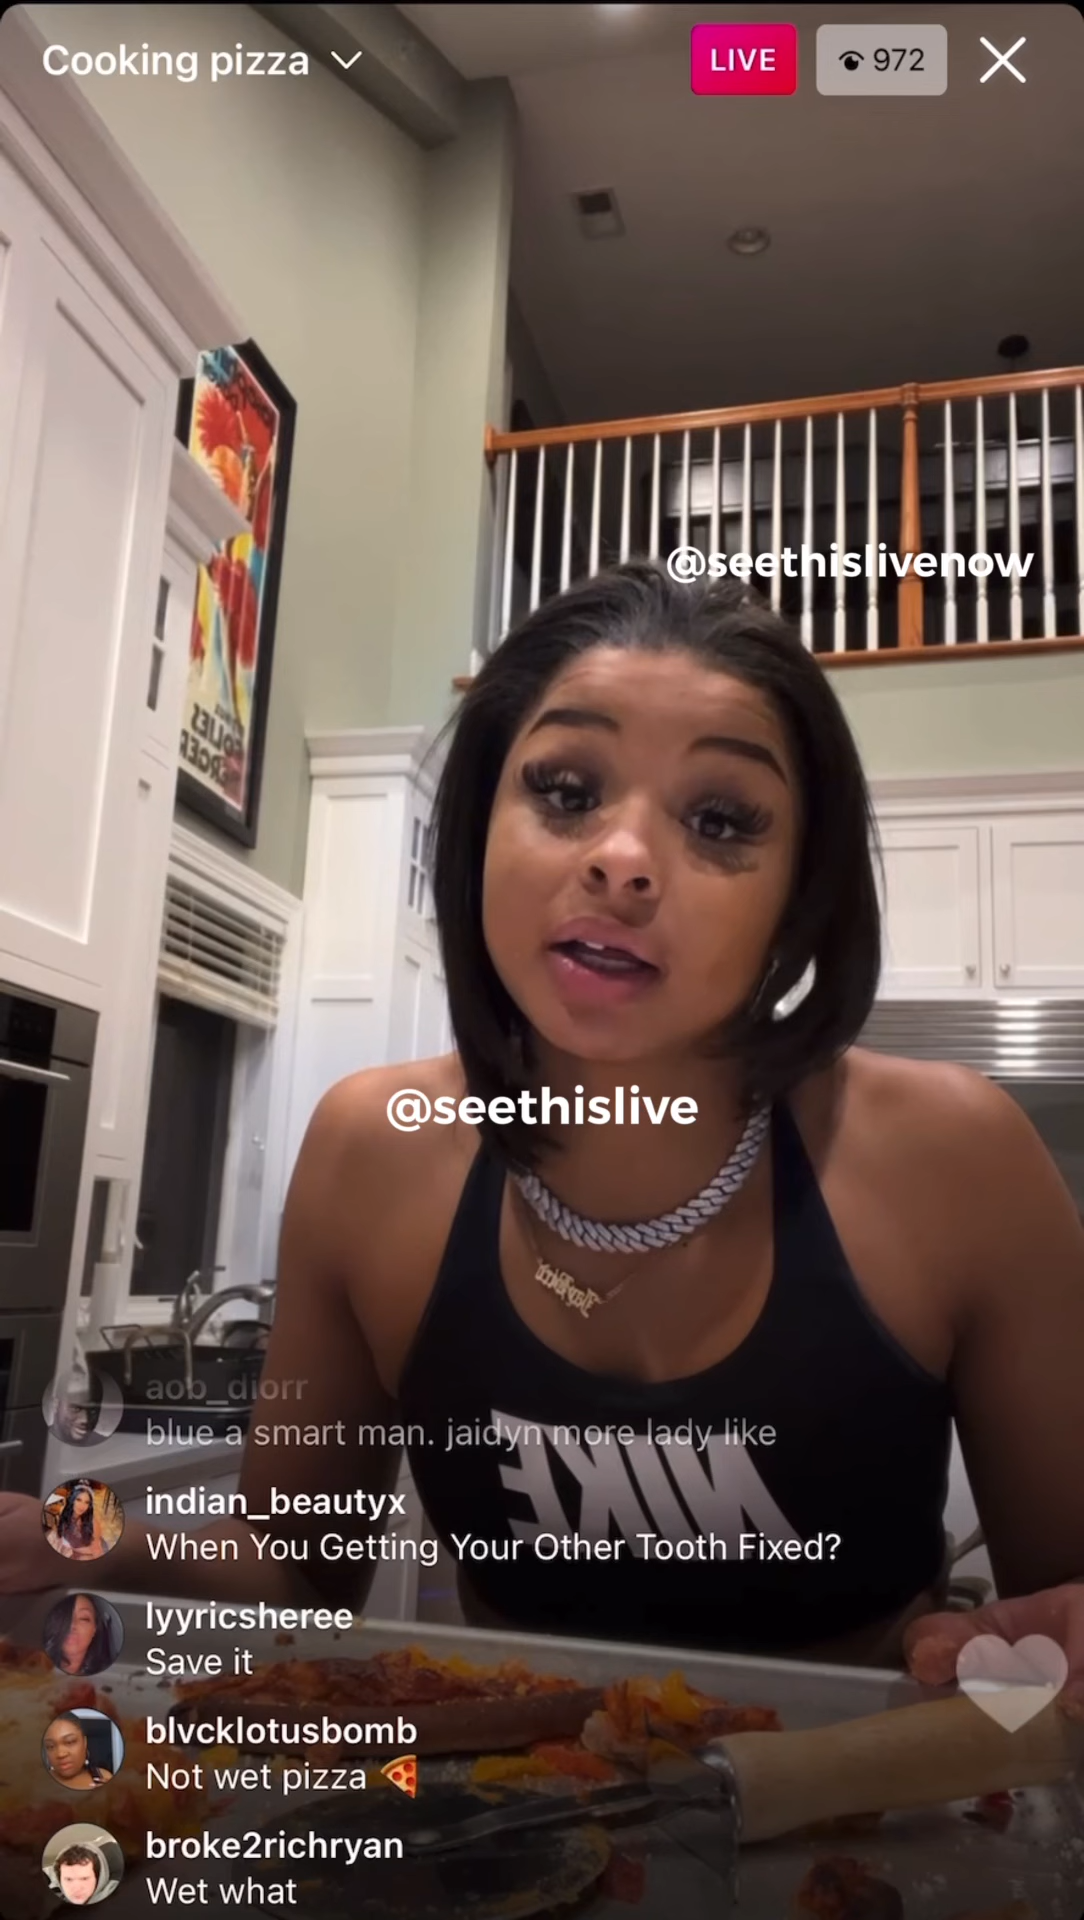 Cooking pizza
LIVE
972
@seethislivenow
@seethislive
NIKE
aob_diorr
blue a smart man. jaidyn more lady like
indian_beautyx
When You Getting Your Other Tooth Fixed?
lyyricsheree
Save it
blvcklotusbomb
Not wet pizza 🍕
broke2richryan
Wet what